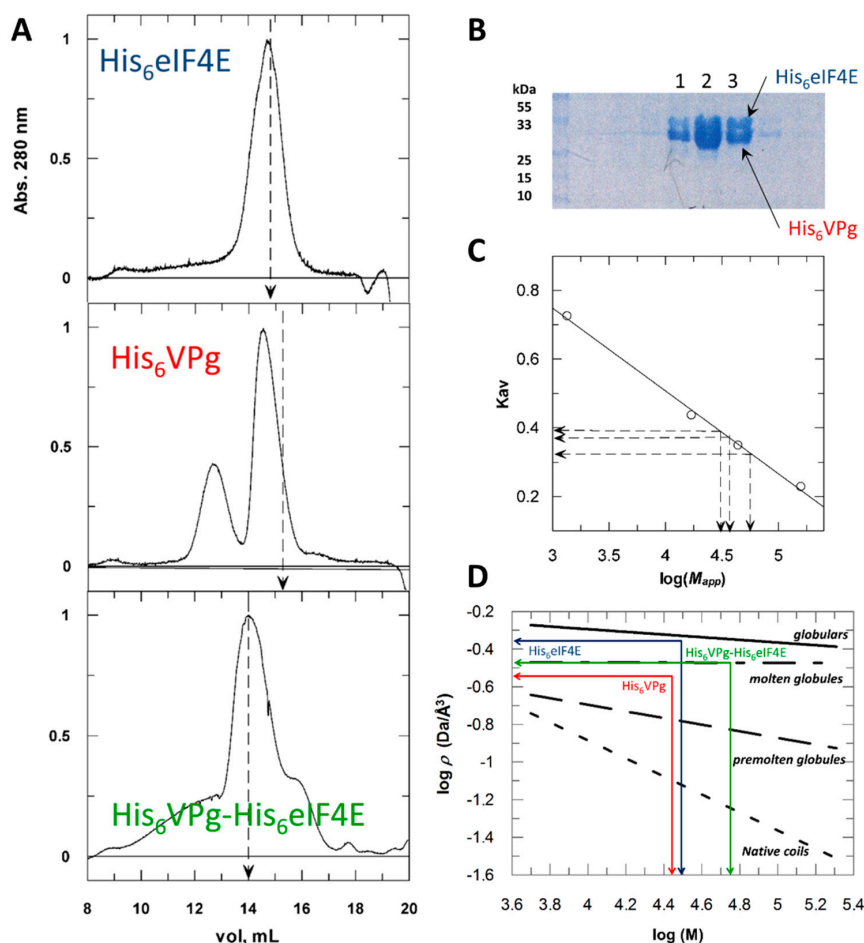 A
His6eIF4E
1
0.5
0
Abs. 280 nm
His6VPg
1
0.5
0
His6VPg-His6eIF4E
1
0.5
0
8 10 12 14 16 18 20
vol, mL
B
kDa
55
33
25
15
10
1 2 3
His6eIF4E
His6VPg
C
Kav
0.8
0.6
0.4
0.2
3 3.5 4 4.5 5
log(Mapp)
D
log ρ (Da/Å3)
-0.2
-0.4
-0.6
-0.8
-1
-1.2
-1.4
-1.6
globulars
His6eIF4E
His6VPg-His6eIF4E
molten globules
His6VPg
premolten globules
Native coils
3.6 3.8 4 4.2 4.4 4.6 4.8 5 5.2 5.4
log (M)